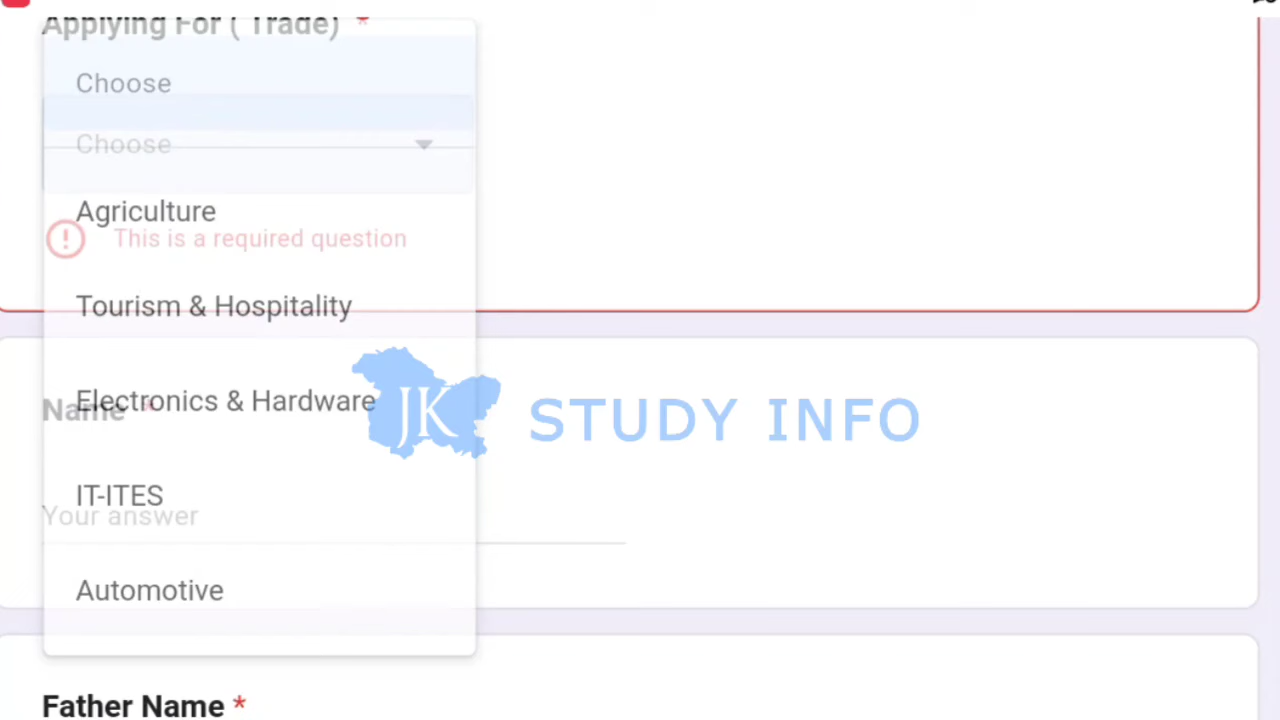 Applying For ( Trade) *
Choose
Choose
Agriculture
This is a required question
Tourism & Hospitality
Electronics & Hardware
Name *
JK STUDY INFO
IT-ITES
Your answer
Automotive
Father Name *